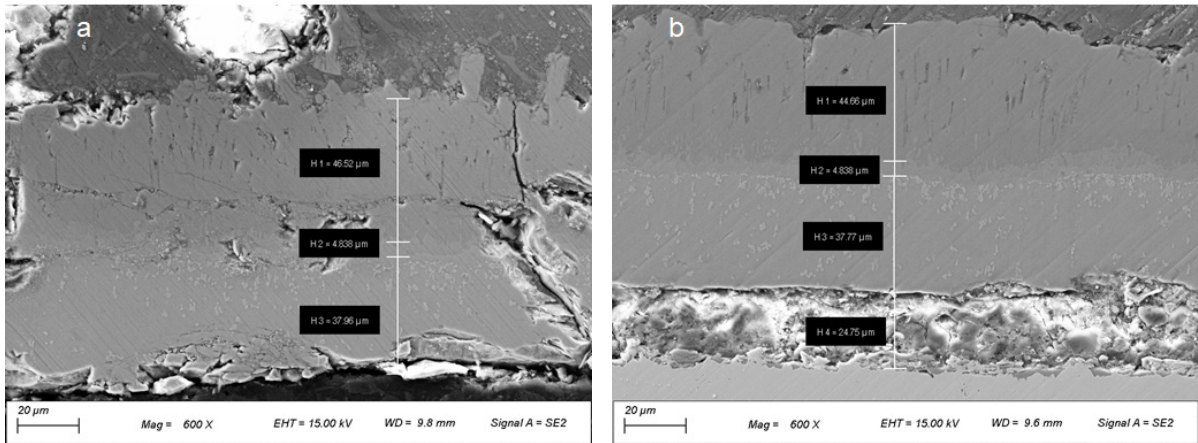 a
H 1 = 46.52 µm
H 2 = 4.838 µm
H 3 = 37.96 µm
20 µm
Mag = 600 X EHT = 15.00 kV WD = 9.8 mm Signal A = SE2
b
H 1 = 44.66 µm
H 2 = 4.838 µm
H 3 = 37.77 µm
H 4 = 24.75 µm
20 µm
Mag = 600 X EHT = 15.00 kV WD = 9.6 mm Signal A = SE2